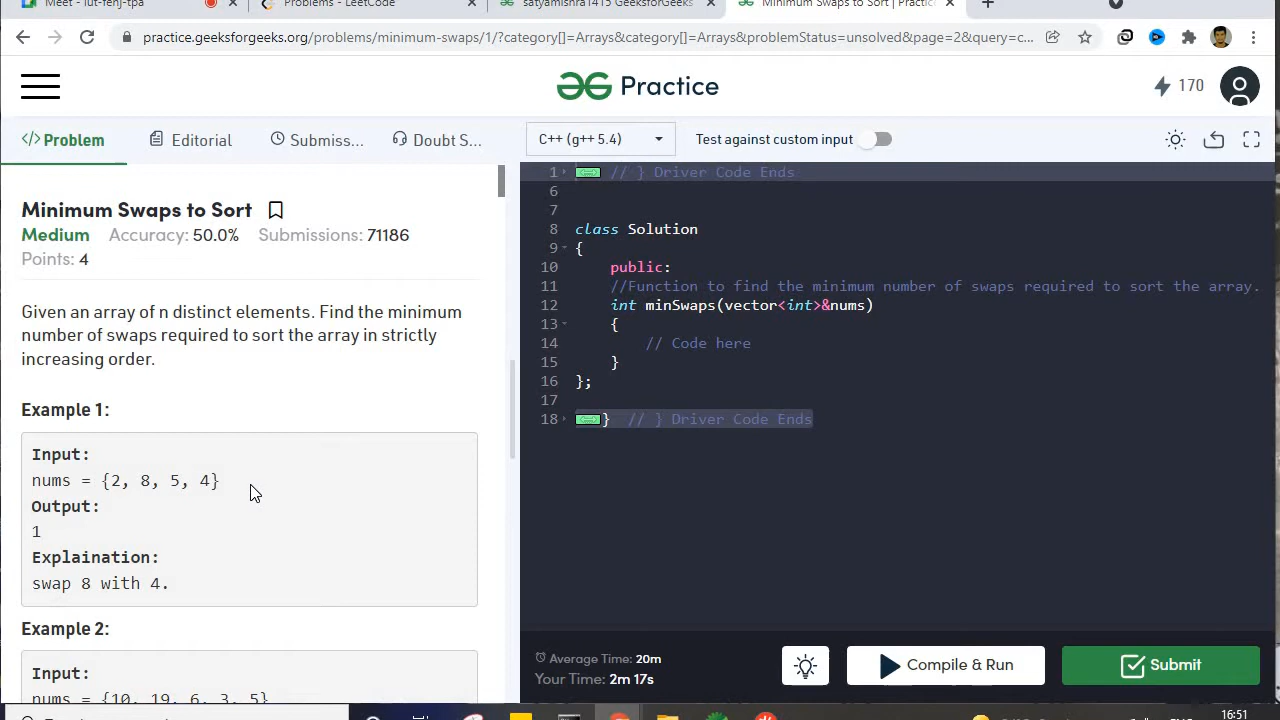 Meet - iut-fenj-tpa
Problems - LeetCode
satyamishra1415 GeeksforGeeks
Minimum Swaps to Sort | Practic
practice.geeksforgeeks.org/problems/minimum-swaps/1/?category[]=Arrays&category[]=Arrays&problemStatus=unsolved&page=2&query=c...
Practice
170
</> Problem
Editorial
Submiss...
Doubt S...
C++ (g++ 5.4)
Test against custom input
Minimum Swaps to Sort
Medium Accuracy: 50.0% Submissions: 71186
Points: 4
Given an array of n distinct elements. Find the minimum
number of swaps required to sort the array in strictly
increasing order.
Example 1:
Input:
nums = {2, 8, 5, 4}
Output:
1
Explaination:
swap 8 with 4.
Example 2:
Input:
nums = {10, 19, 6, 3, 5}
1 // } Driver Code Ends
6
7
8 class Solution
9 {
10 public:
11 //Function to find the minimum number of swaps required to sort the array.
12 int minSwaps(vector<int>&nums)
13 {
14 // Code here
15 }
16 };
17
18 } // } Driver Code Ends
Average Time: 20m
Your Time: 2m 17s
Compile & Run
Submit
16:51